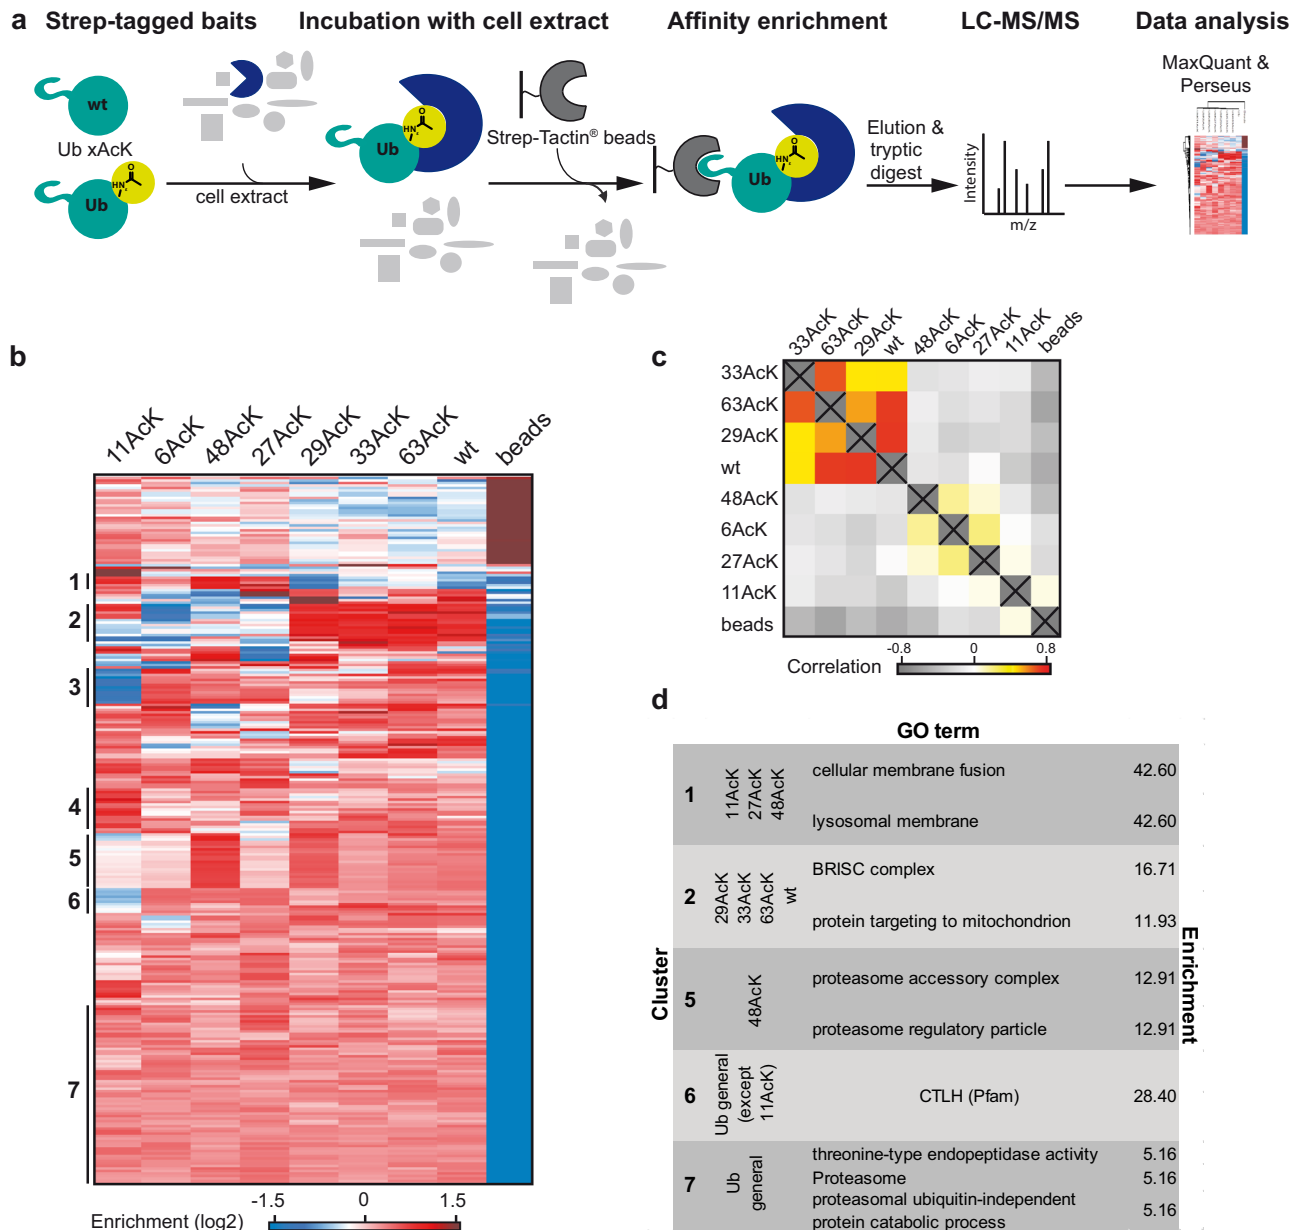 a Strep-tagged baits Incubation with cell extract Affinity enrichment LC-MS/MS Data analysis
MaxQuant &
Perseus
wt
Ub xAcK
Ub
HN
O
cell extract
Ub
HN
O
Strep-Tactin® beads
Ub
HN
O
Elution &
tryptic
digest
Intensity
m/z
b
11AcK 6AcK 48AcK 27AcK 29AcK 33AcK 63AcK wt beads
1
2
3
4
5
6
7
-1.5 0 1.5
Enrichment (log2)
c
33AcK 63AcK 29AcK wt 48AcK 6AcK 27AcK 11AcK beads
33AcK
63AcK
29AcK
wt
48AcK
6AcK
27AcK
11AcK
beads
Correlation -0.8 0 0.8
d
GO term
Cluster
Enrichment
1
11AcK
27AcK
48AcK
cellular membrane fusion 42.60
lysosomal membrane 42.60
2
29AcK
33AcK
63AcK
wt
BRISC complex 16.71
protein targeting to mitochondrion 11.93
5
48AcK
proteasome accessory complex 12.91
proteasome regulatory particle 12.91
6
Ub general
(except
11AcK)
CTLH (Pfam) 28.40
7
Ub
general
threonine-type endopeptidase activity 5.16
Proteasome 5.16
proteasomal ubiquitin-independent
protein catabolic process 5.16